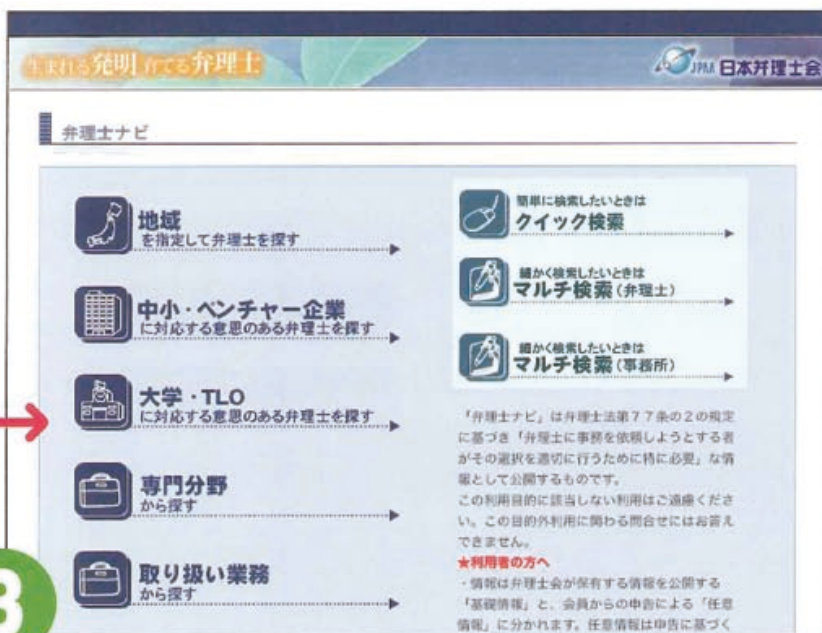 生まれる発明 育てる弁理士
JPAA 日本弁理士会
弁理士ナビ
地域
を指定して弁理士を探す
中小・ベンチャー企業
に対応する意思のある弁理士を探す
大学・TLO
に対応する意思のある弁理士を探す
専門分野
から探す
取り扱い業務
から探す
簡単に検索したいときは
クイック検索
細かく検索したいときは
マルチ検索(弁理士)
細かく検索したいときは
マルチ検索(事務所)
「弁理士ナビ」は弁理士法第77条の2の規定
に基づき「弁理士に事務を依頼しようとする者
がその選択を適切に行うために特に必要」な情
報として公開するものです。
この利用目的に該当しない利用はご遠慮くださ
い。この目的外利用に関わる問合せにはお答え
できません。
★利用者の方へ
・情報は弁理士会が保有する情報を公開する
「基礎情報」と、会員からの申告による「任意
情報」に分かれます。任意情報は申告に基づく
3